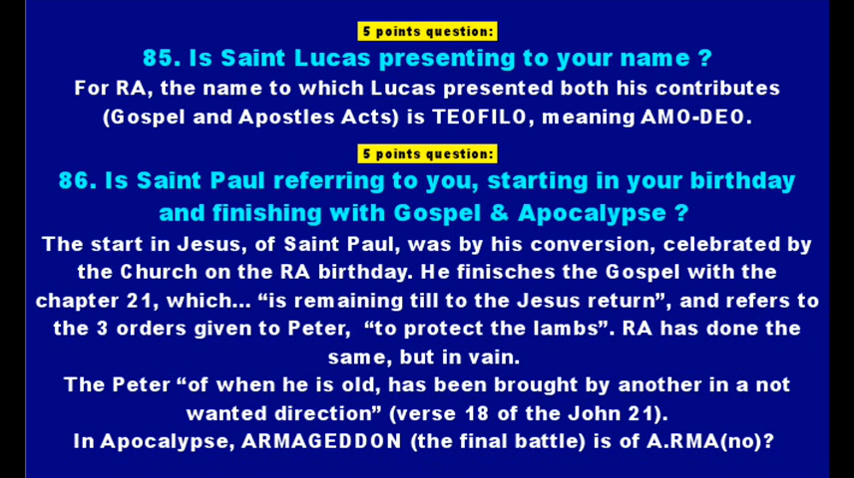 5 points question:
85. Is Saint Lucas presenting to your name ?
For RA, the name to which Lucas presented both his contributes
(Gospel and Apostles Acts) is TEOFILO, meaning AMO-DEO.
5 points question:
86. Is Saint Paul referring to you, starting in your birthday
and finishing with Gospel & Apocalypse ?
The start in Jesus, of Saint Paul, was by his conversion, celebrated by
the Church on the RA birthday. He finisches the Gospel with the
chapter 21, which... “is remaining till to the Jesus return”, and refers to
the 3 orders given to Peter, “to protect the lambs”. RA has done the
same, but in vain.
The Peter “of when he is old, has been brought by another in a not
wanted direction” (verse 18 of the John 21).
In Apocalypse, ARMAGEDDON (the final battle) is of A.RMA(no)?